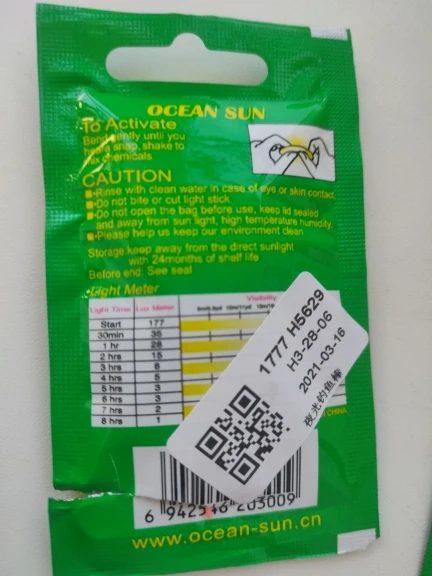 OCEAN SUN
To Activate
Bend gently until you
hears snap, shake to
mix chemicals.
CAUTION
Rinse with clean water in case of eye or skin contact.
Do not bite or cut light stick
Do not open the bag before use, keep lid sealed
and away from sun light, high temperature humidity.
Please help us keep our environment clean
Storage:keep away from the direct sunlight
with 24months of shelf life
Before end: See seal
Light Meter
Light Time Lux Meter Visibility
Start 177
30min 35
1 hr 28
2 hrs 15
3 hrs 8
4 hrs 5
5 hrs 3
6 hrs 3
7 hrs 2
8 hrs 1
1777 H5629
H3-28-06
2021-03-16
夜光钓鱼棒
CHINA
www.ocean-sun.cn